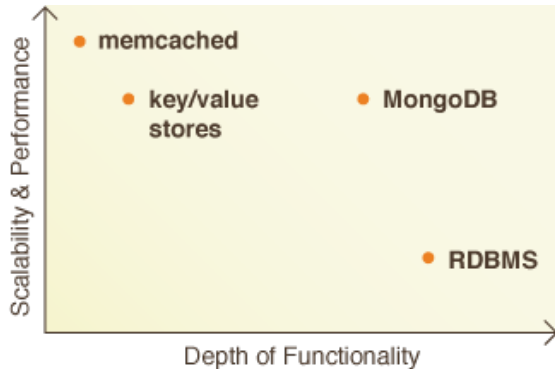 Scalability & Performance
memcached
key/value
stores
MongoDB
RDBMS
Depth of Functionality